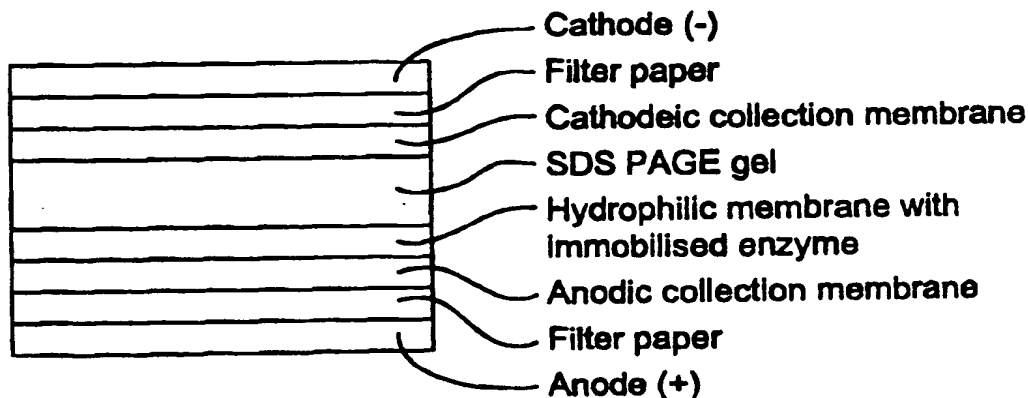 Cathode (-)
Filter paper
Cathodeic collection membrane
SDS PAGE gel
Hydrophilic membrane with
immobilised enzyme
Anodic collection membrane
Filter paper
Anode (+)